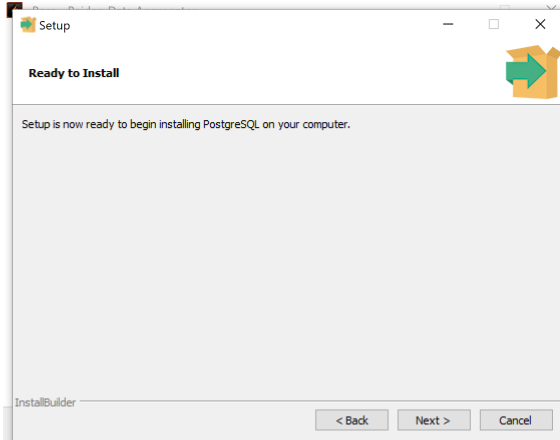 Setup
Ready to Install
Setup is now ready to begin installing PostgreSQL on your computer.
InstallBuilder
< Back
Next >
Cancel